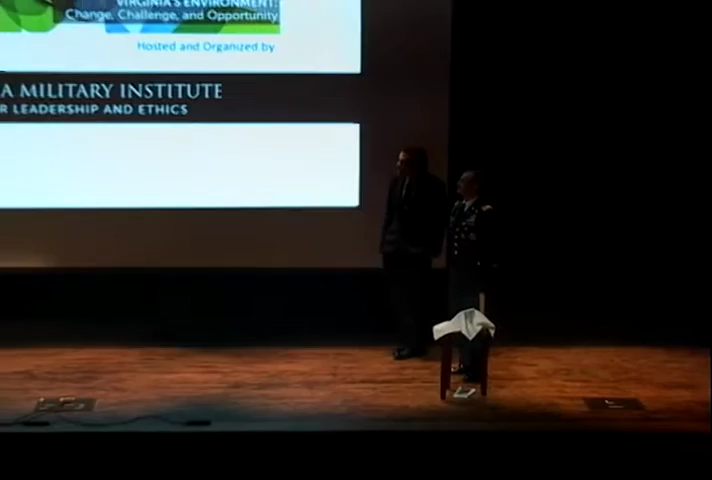 VIRGINIA'S ENVIRONMENT:
Change, Challenge, and Opportunity
Hosted and Organized by
A MILITARY INSTITUTE
R LEADERSHIP AND ETHICS